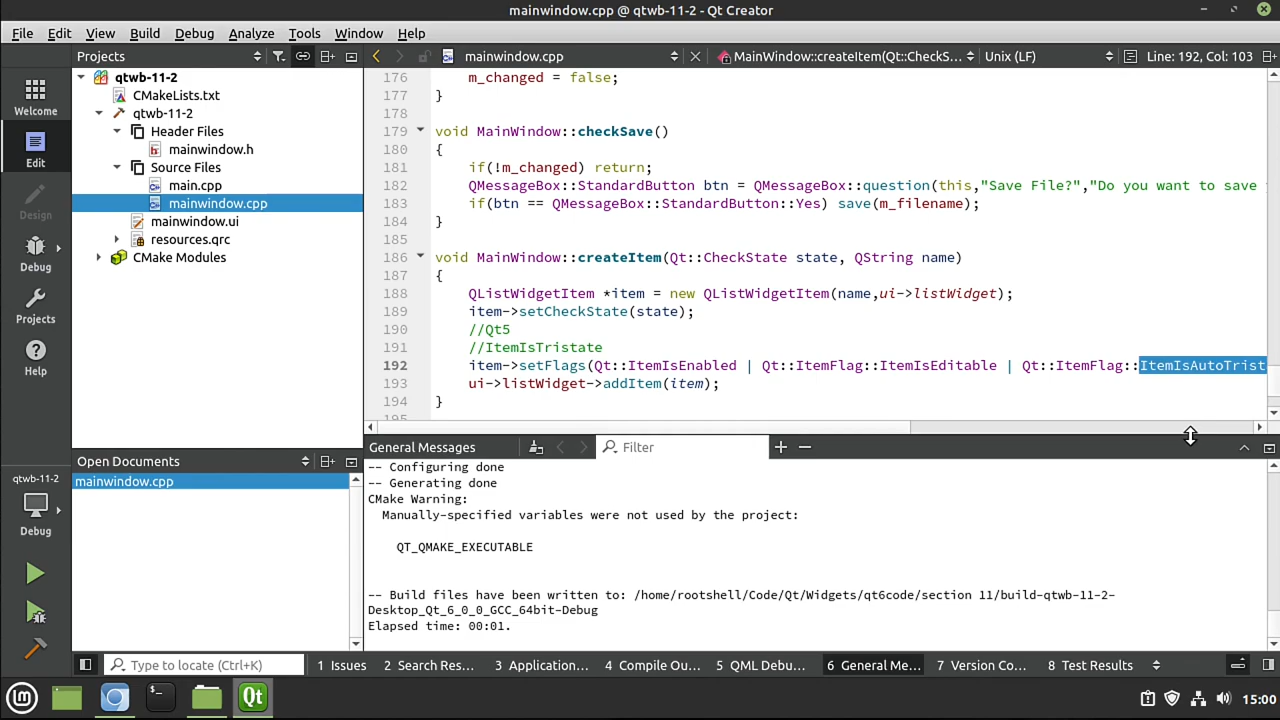 mainwindow.cpp @ qtwb-11-2 - Qt Creator
File Edit View Build Debug Analyze Tools Window Help
Projects mainwindow.cpp MainWindow::createItem(Qt::CheckS... Unix (LF) Line: 192, Col: 103
Welcome
Edit
Design
Debug
Projects
Help
qtwb-11-2
Debug
qtwb-11-2
CMakeLists.txt
qtwb-11-2
Header Files
mainwindow.h
Source Files
main.cpp
mainwindow.cpp
mainwindow.ui
resources.qrc
CMake Modules
Open Documents
mainwindow.cpp
176 m_changed = false;
177 }
178
179 void MainWindow::checkSave()
180 {
181 if(!m_changed) return;
182 QMessageBox::StandardButton btn = QMessageBox::question(this,"Save File?","Do you want to save
183 if(btn == QMessageBox::StandardButton::Yes) save(m_filename);
184 }
185
186 void MainWindow::createItem(Qt::CheckState state, QString name)
187 {
188 QListWidgetItem *item = new QListWidgetItem(name,ui->listWidget);
189 item->setCheckState(state);
190 //Qt5
191 //ItemIsTristate
192 item->setFlags(Qt::ItemIsEnabled | Qt::ItemFlag::ItemIsEditable | Qt::ItemFlag::ItemIsAutoTrist
193 ui->listWidget->addItem(item);
194 }
195
General Messages Filter
-- Configuring done
-- Generating done
CMake Warning:
Manually-specified variables were not used by the project:
QT_QMAKE_EXECUTABLE
-- Build files have been written to: /home/rootshell/Code/Qt/Widgets/qt6code/section 11/build-qtwb-11-2-
Desktop_Qt_6_0_0_GCC_64bit-Debug
Elapsed time: 00:01.
Type to locate (Ctrl+K) 1 Issues 2 Search Res... 3 Application... 4 Compile Ou... 5 QML Debu... 6 General Me... 7 Version Co... 8 Test Results
Qt 15:00